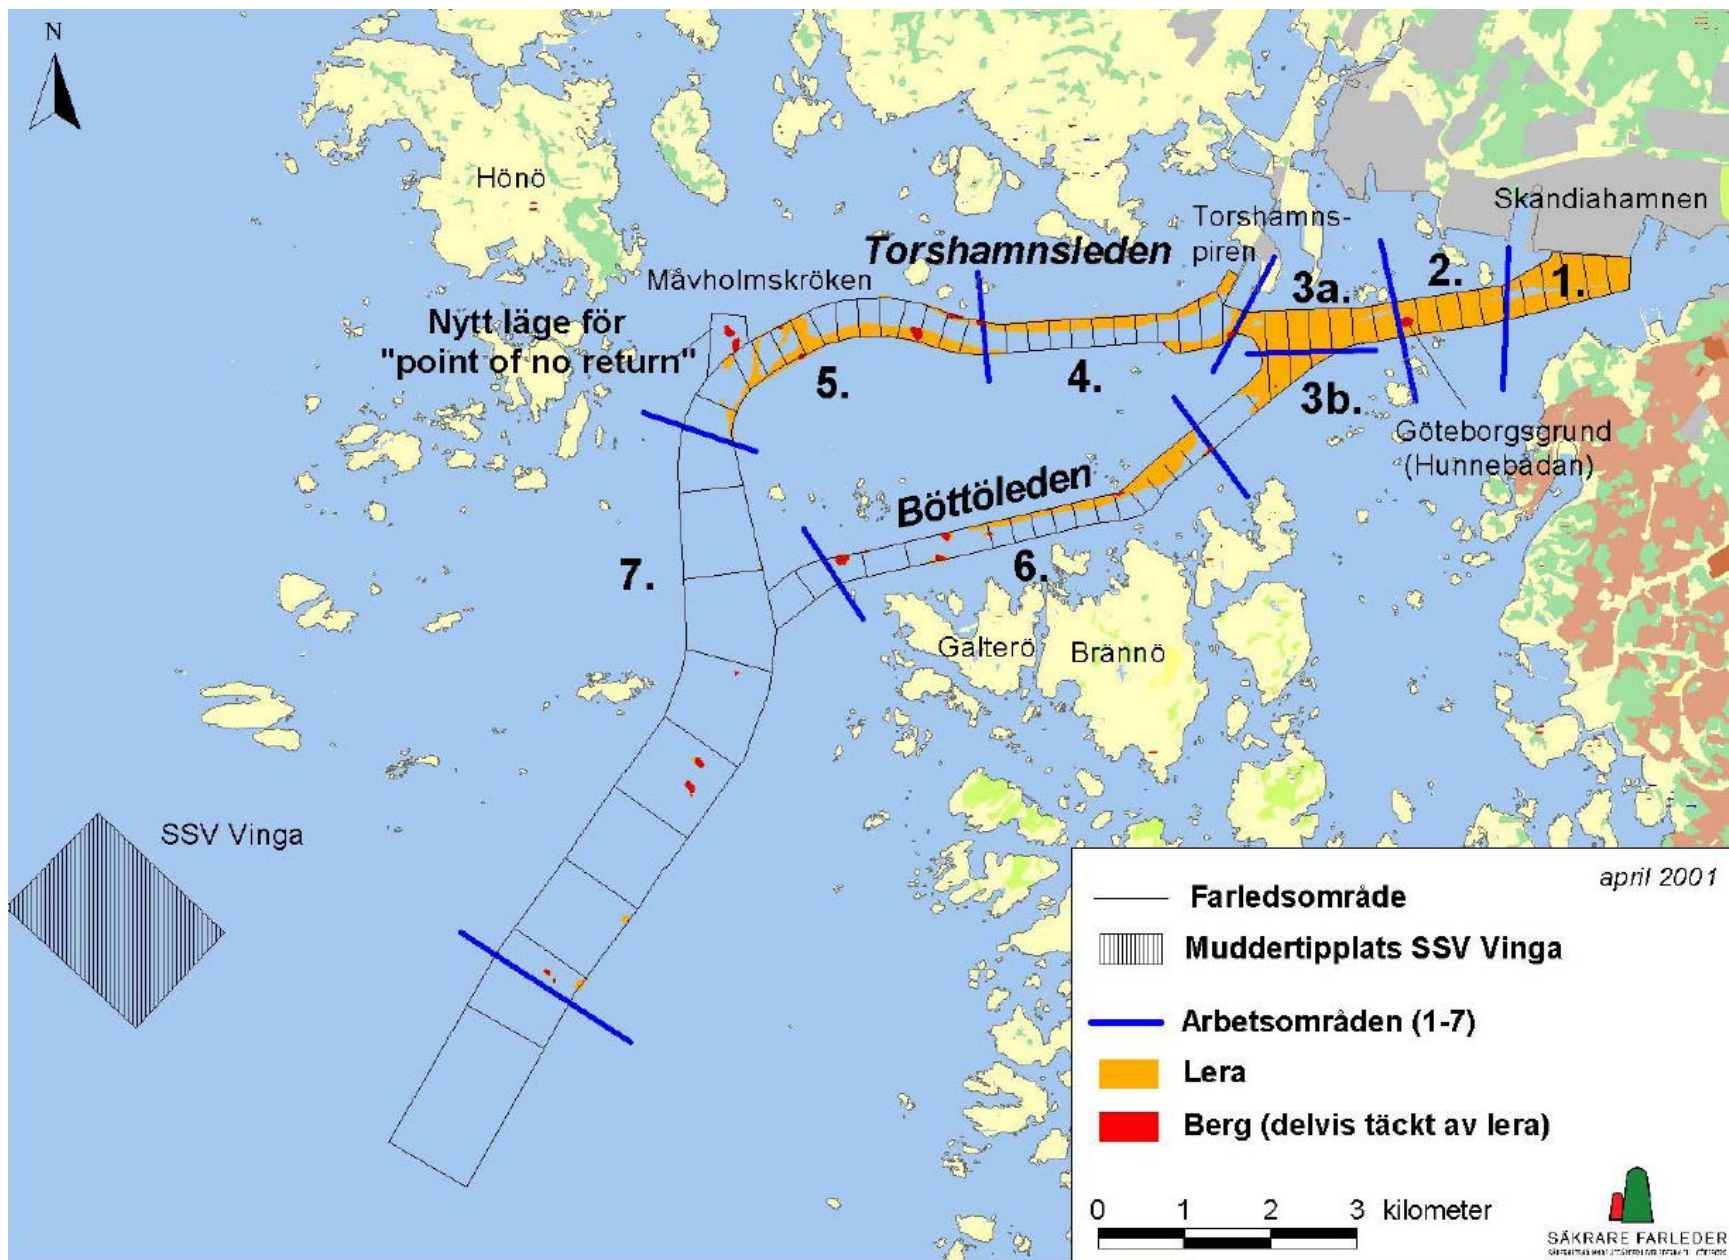 N
Hönö
Skandiahamnen
Torshamns-
piren
Torshamnsleden
Måvholmskröken
3a.
2.
1.
Nytt läge för
"point of no return"
5.
4.
3b.
Göteborgsgrund
(Hunnebådan)
Böttöleden
7.
6.
Galterö
Brännö
SSV Vinga
april 2001
Farledsområde
Muddertipplats SSV Vinga
Arbetsområden (1-7)
Lera
Berg (delvis täckt av lera)
0 1 2 3 kilometer
SÄKRARE FARLEDER